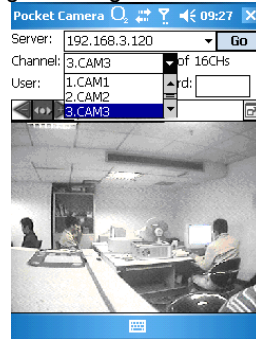 Pocket Camera O2 09:27
Server: 192.168.3.120 Go
Channel: 3.CAM3 of 16CHs
User: 1.CAM1 rd:
2.CAM2
3.CAM3